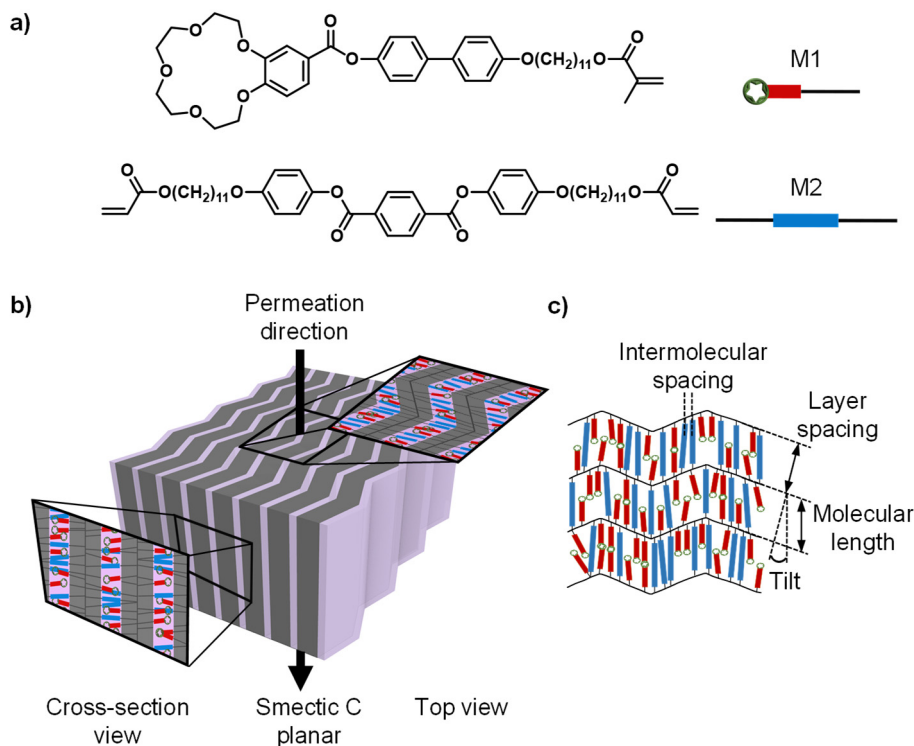 a)
O O O O O O O O O(CH₂)₁₁O O
M1
O O(CH₂)₁₁O O O O O O(CH₂)₁₁O O
M2
b)
Permeation
direction
Cross-section
view
Smectic C
planar
Top view
c)
Intermolecular
spacing
Layer
spacing
Molecular
length
Tilt